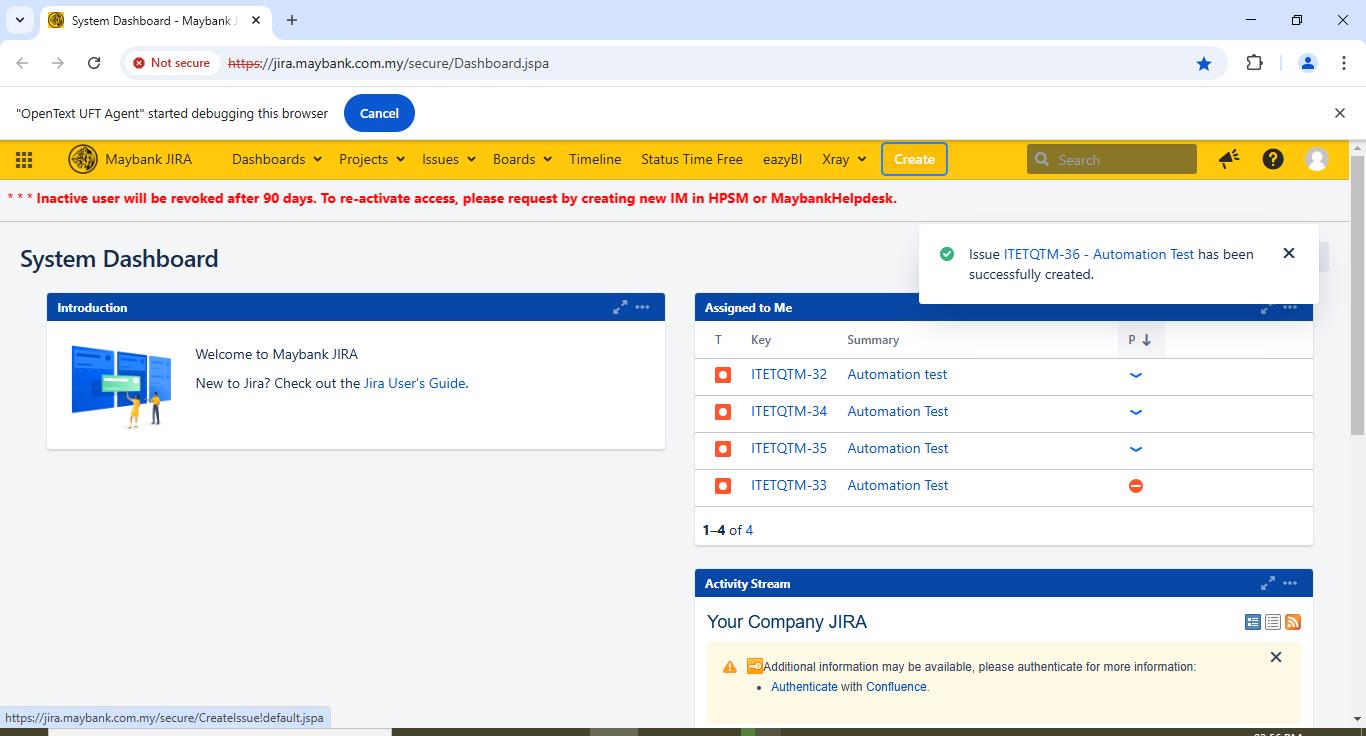 System Dashboard - Maybank J
Not secure
https://jira.maybank.com.my/secure/Dashboard.jspa
"OpenText UFT Agent" started debugging this browser
Cancel
Maybank JIRA
Dashboards
Projects
Issues
Boards
Timeline
Status Time Free
eazyBI
Xray
Create
Search
* * * Inactive user will be revoked after 90 days. To re-activate access, please request by creating new IM in HPSM or MaybankHelpdesk.
System Dashboard
Issue ITETQTM-36 - Automation Test has been
successfully created.
Introduction
Welcome to Maybank JIRA
New to Jira? Check out the Jira User's Guide.
Assigned to Me
T Key Summary P
ITETQTM-32 Automation test
ITETQTM-34 Automation Test
ITETQTM-35 Automation Test
ITETQTM-33 Automation Test
1–4 of 4
Activity Stream
Your Company JIRA
Additional information may be available, please authenticate for more information:
• Authenticate with Confluence.
https://jira.maybank.com.my/secure/CreateIssue!default.jspa